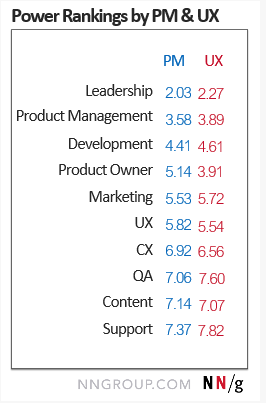 Power Rankings by PM & UX
PM UX
Leadership 2.03 2.27
Product Management 3.58 3.89
Development 4.41 4.61
Product Owner 5.14 3.91
Marketing 5.53 5.72
UX 5.82 5.54
CX 6.92 6.56
QA 7.06 7.60
Content 7.14 7.07
Support 7.37 7.82
NNGROUP.COM NN/g